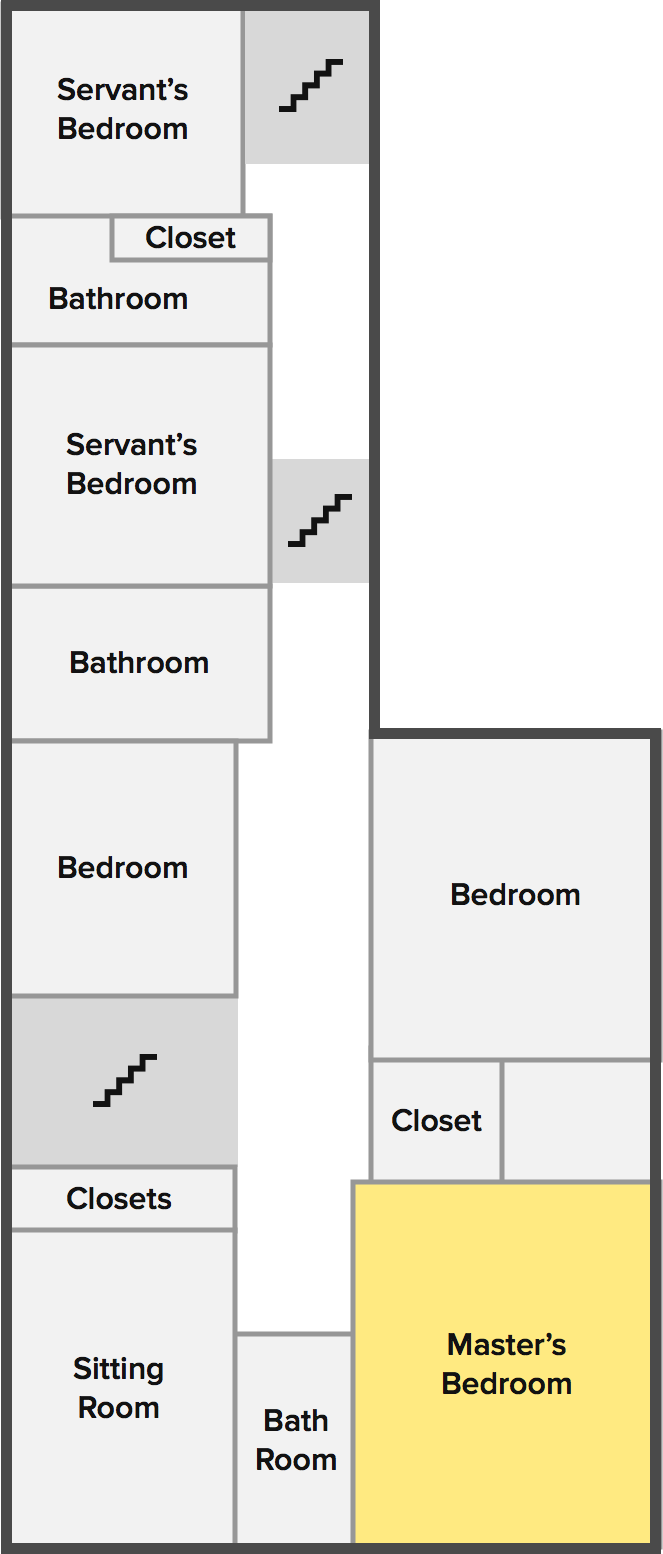 Servant’s
Bedroom
Closet
Bathroom
Servant’s
Bedroom
Bathroom
Bedroom
Bedroom
Closet
Closets
Master’s
Bedroom
Sitting
Room
Bath
Room